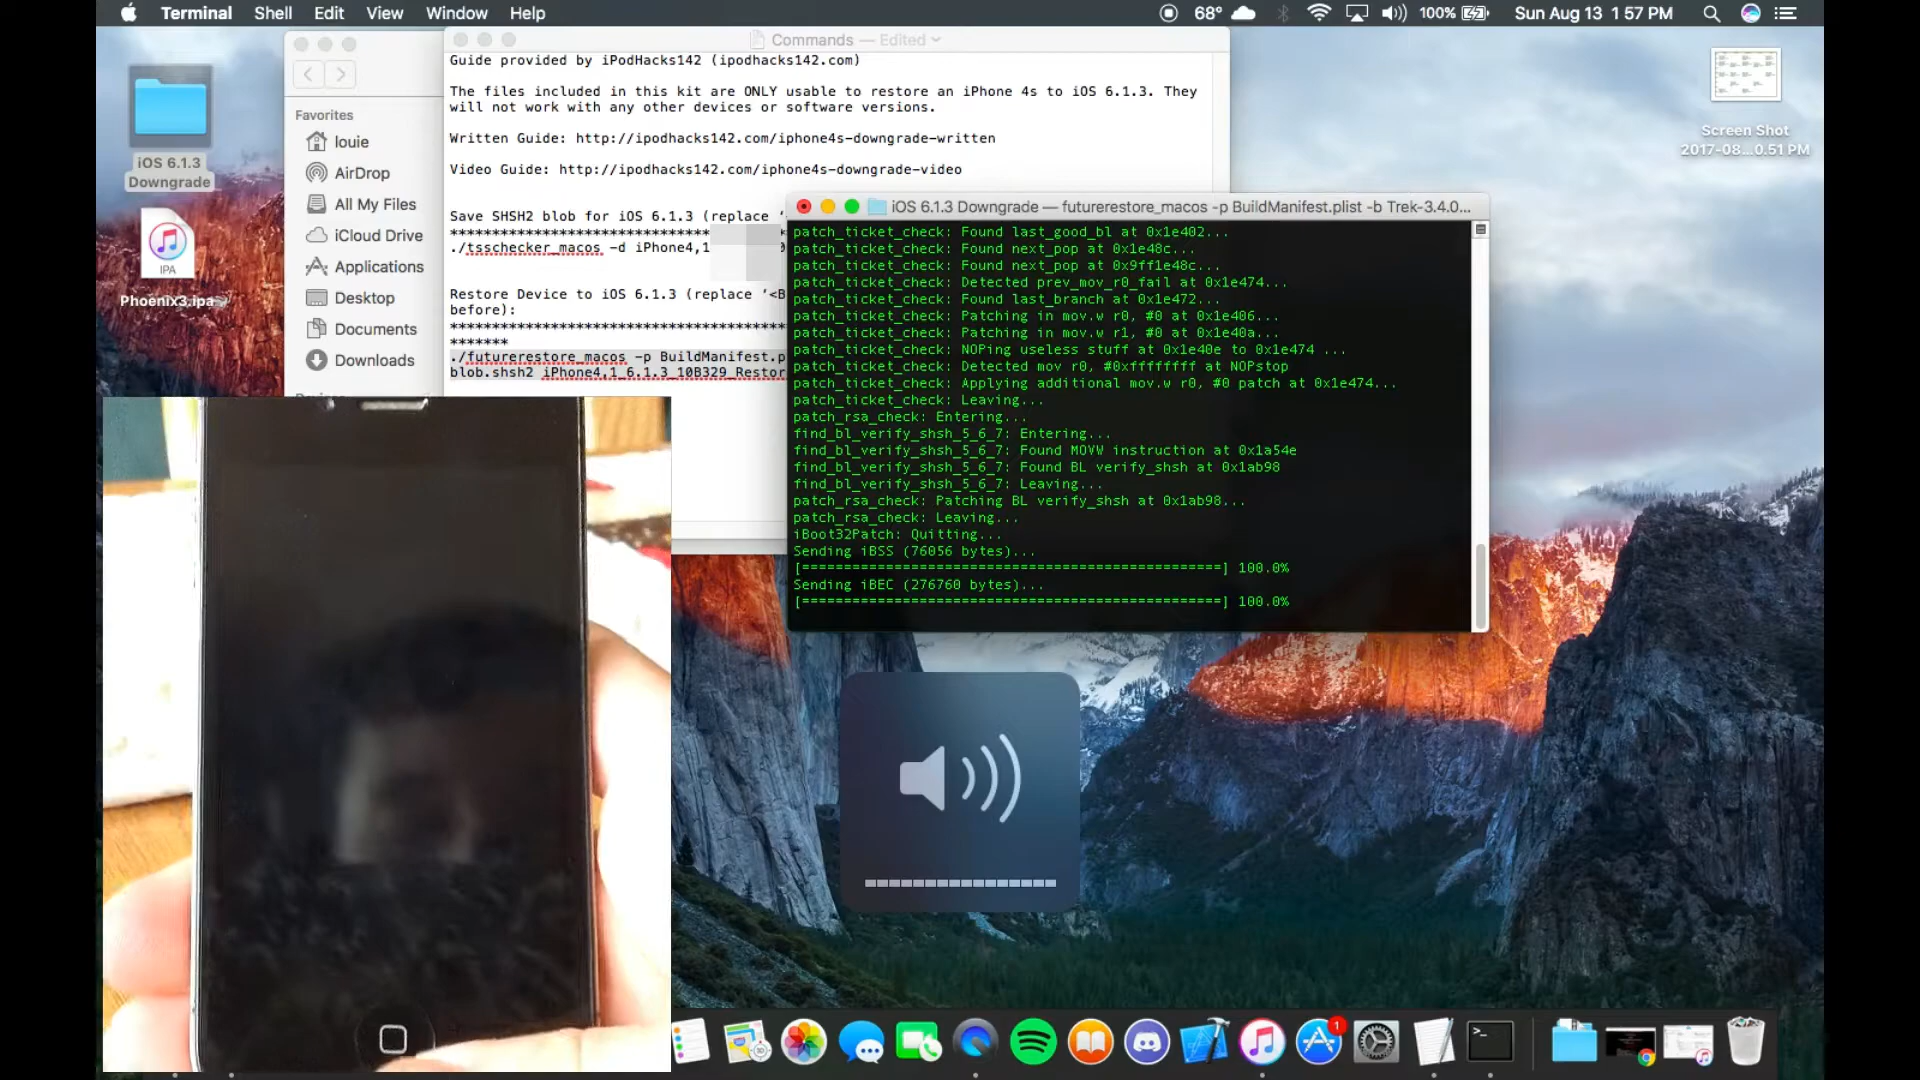 Terminal Shell Edit View Window Help
68° 100% Sun Aug 13 1:57 PM
Commands — Edited
Guide provided by iPodHacks142 (ipodhacks142.com)
The files included in this kit are ONLY usable to restore an iPhone 4s to iOS 6.1.3. They
will not work with any other devices or software versions.
Written Guide: http://ipodhacks142.com/iphone4s-downgrade-written
Video Guide: http://ipodhacks142.com/iphone4s-downgrade-video
Save SHSH2 blob for iOS 6.1.3 (replace '
./tsschecker_macos -d iPhone4,1
Restore Device to iOS 6.1.3 (replace '<B
before):
*******
./futurerestore_macos -p BuildManifest.p
blob.shsh2 iPhone4,1_6.1.3_10B329_Restor
iOS 6.1.3
Downgrade
IPA
Phoenix3.ipa
Favorites
louie
AirDrop
All My Files
iCloud Drive
Applications
Desktop
Documents
Downloads
iOS 6.1.3 Downgrade — futurerestore_macos -p BuildManifest.plist -b Trek-3.4.0...
patch_ticket_check: Found last_good_bl at 0x1e402...
patch_ticket_check: Found next_pop at 0x1e48c...
patch_ticket_check: Found next_pop at 0x9ff1e48c...
patch_ticket_check: Detected prev_mov_r0_fail at 0x1e474...
patch_ticket_check: Found last_branch at 0x1e472...
patch_ticket_check: Patching in mov.w r0, #0 at 0x1e406...
patch_ticket_check: Patching in mov.w r1, #0 at 0x1e40a...
patch_ticket_check: NOPing useless stuff at 0x1e40e to 0x1e474 ...
patch_ticket_check: Detected mov r0, #0xffffffff at NOPstop
patch_ticket_check: Applying additional mov.w r0, #0 patch at 0x1e474...
patch_ticket_check: Leaving...
patch_rsa_check: Entering...
find_bl_verify_shsh_5_6_7: Entering...
find_bl_verify_shsh_5_6_7: Found MOVW instruction at 0x1a54e
find_bl_verify_shsh_5_6_7: Found BL verify_shsh at 0x1ab98
find_bl_verify_shsh_5_6_7: Leaving...
patch_rsa_check: Patching BL verify_shsh at 0x1ab98...
patch_rsa_check: Leaving...
iBoot32Patch: Quitting...
Sending iBSS (76056 bytes)...
[==================================================] 100.0%
Sending iBEC (276760 bytes)...
[==================================================] 100.0%
Screen Shot
2017-08...0.51 PM
1